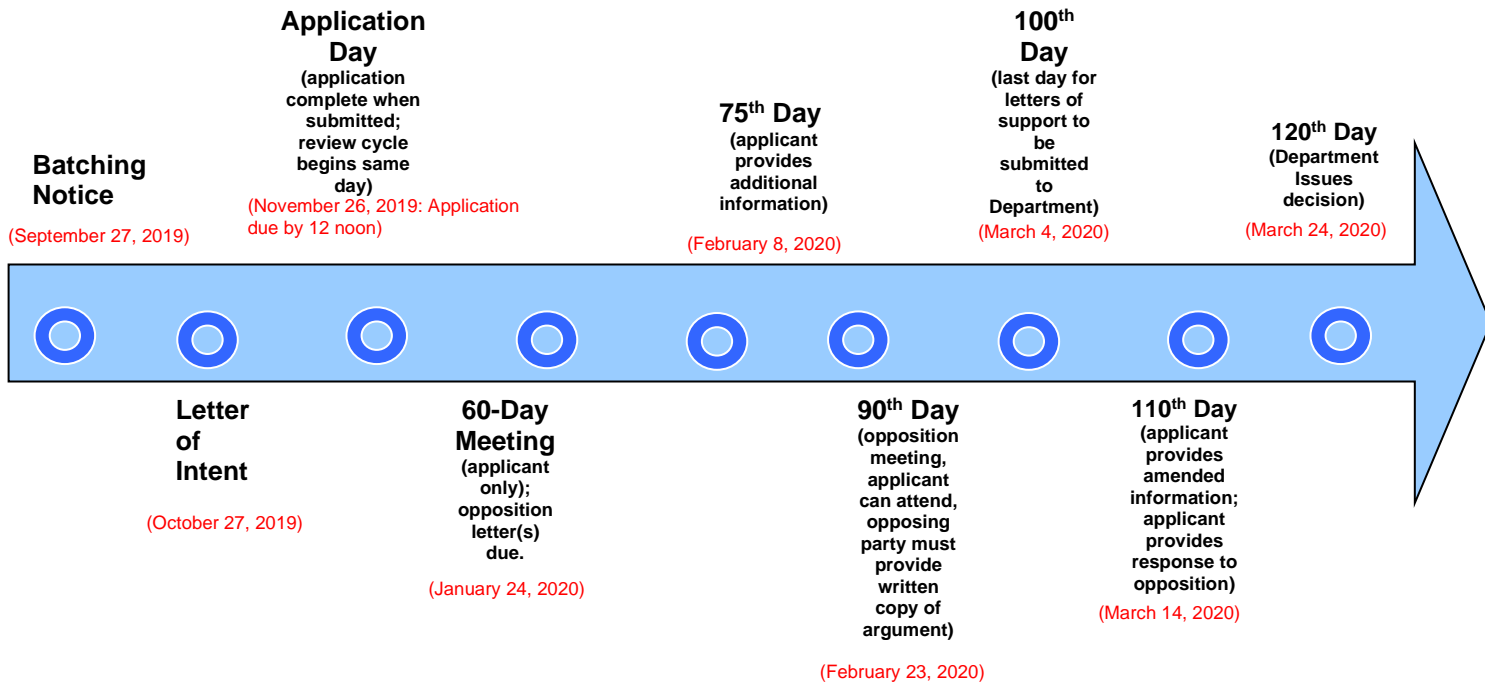 Batching
Notice
(September 27, 2019)
Letter
of
Intent
(October 27, 2019)
Application
Day
(application
complete when
submitted;
review cycle
begins same
day)
(November 26, 2019: Application
due by 12 noon)
60-Day
Meeting
(applicant
only);
opposition
letter(s)
due.
(January 24, 2020)
75th Day
(applicant
provides
additional
information)
(February 8, 2020)
90th Day
(opposition
meeting,
applicant
can attend,
opposing
party must
provide
written
copy of
argument)
(February 23, 2020)
100th
Day
(last day for
letters of
support to
be
submitted
to
Department)
(March 4, 2020)
110th Day
(applicant
provides
amended
information;
applicant
provides
response to
opposition)
(March 14, 2020)
120th Day
(Department
Issues
decision)
(March 24, 2020)